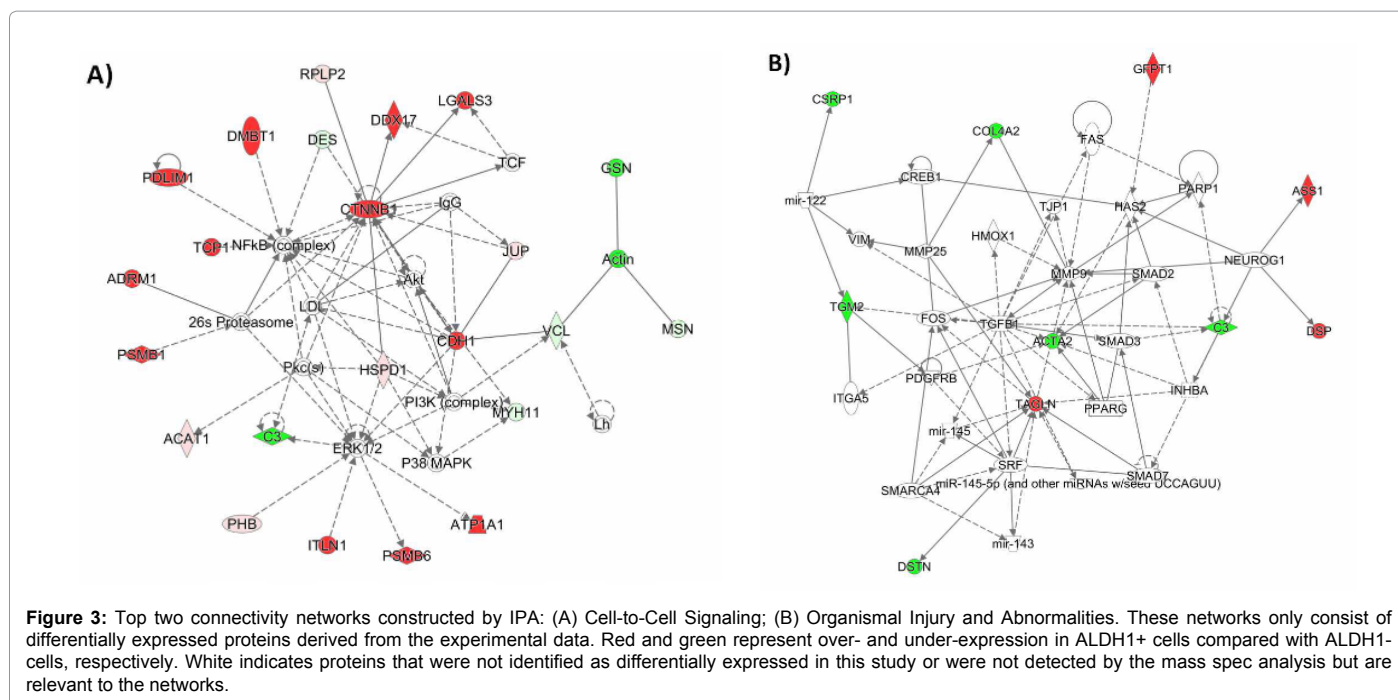 A)
RPLP2
LGALS3
DDX17
DMBT1
DES
TCF
PDLIM1
GSN
CTNNB1
IgG
NFkB (complex)
TCP1
JUP
Akt
Actin
ADRM1
LDL
26s Proteasome
CDH1
VCL
MSN
PSMB1
Pkc(s)
HSPD1
PI3K (complex)
MYH11
Lh
ACAT1
C3
ERK1/2
P38 MAPK
PHB
ATP1A1
ITLN1
PSMB6
B)
GFPT1
CSRP1
COL4A2
FAS
CREB1
PARP1
ASS1
mir-122
TJP1
HAS2
VIM
HMOX1
MMP25
NEUROG1
MMP9
SMAD2
TGM2
FOS
TGFB1
C3
DSP
ACTA2
SMAD3
PDGFRB
INHBA
ITGA5
TAGLN
PPARG
mir-145
SRF
SMAD7
miR-145-5p (and other miRNAs w/seed UCCAGUU)
SMARCA4
mir-143
DSTN
Figure 3: Top two connectivity networks constructed by IPA: (A) Cell-to-Cell Signaling; (B) Organismal Injury and Abnormalities. These networks only consist of
differentially expressed proteins derived from the experimental data. Red and green represent over- and under-expression in ALDH1+ cells compared with ALDH1-
cells, respectively. White indicates proteins that were not identified as differentially expressed in this study or were not detected by the mass spec analysis but are
relevant to the networks.